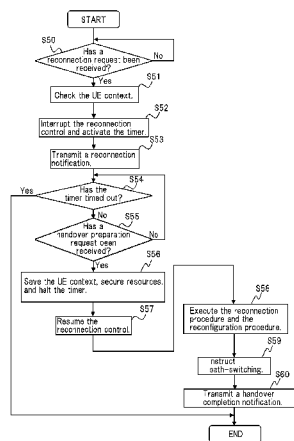 START
S50
Has a
reconnection request been
received?
No
Yes
S51
Check the UE context.
S52
Interrupt the reconnection
control and activate the timer.
S53
Transmit a reconnection
notification.
S54
Yes
Has the
timer timed out?
No
S55
Has a
handover preparation
request been
received?
No
Yes
S56
Save the UE context, secure resources,
and halt the timer.
S57
Resume the
reconnection control.
S58
Execute the reconnection
procedure and the
reconfiguration procedure.
S59
Instruct
path-switching.
S60
Transmit a handover
completion notification.
END